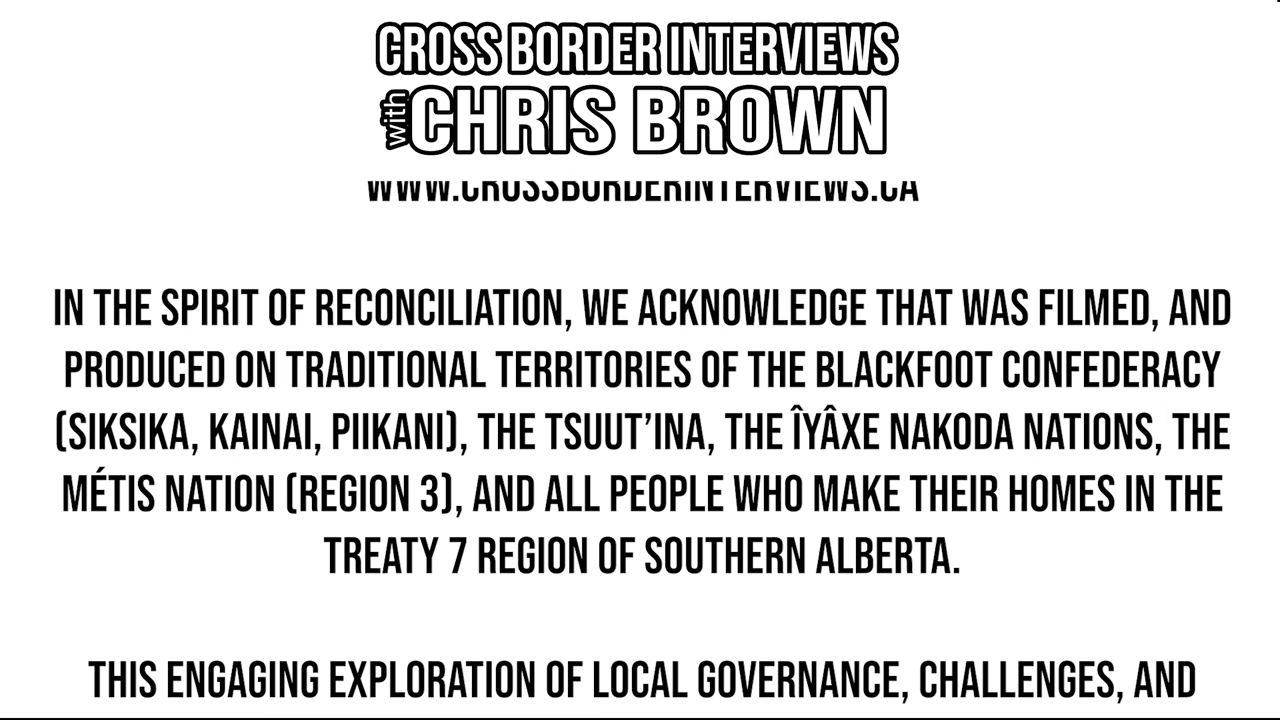 CROSS BORDER INTERVIEWS
with CHRIS BROWN
WWW.CROSSBORDERINTERVIEWS.CA
IN THE SPIRIT OF RECONCILIATION, WE ACKNOWLEDGE THAT WAS FILMED, AND
PRODUCED ON TRADITIONAL TERRITORIES OF THE BLACKFOOT CONFEDERACY
(SIKSIKA, KAINAI, PIIKANI), THE TSUUT’INA, THE ÎYÂXE NAKODA NATIONS, THE
MÉTIS NATION (REGION 3), AND ALL PEOPLE WHO MAKE THEIR HOMES IN THE
TREATY 7 REGION OF SOUTHERN ALBERTA.
THIS ENGAGING EXPLORATION OF LOCAL GOVERNANCE, CHALLENGES, AND